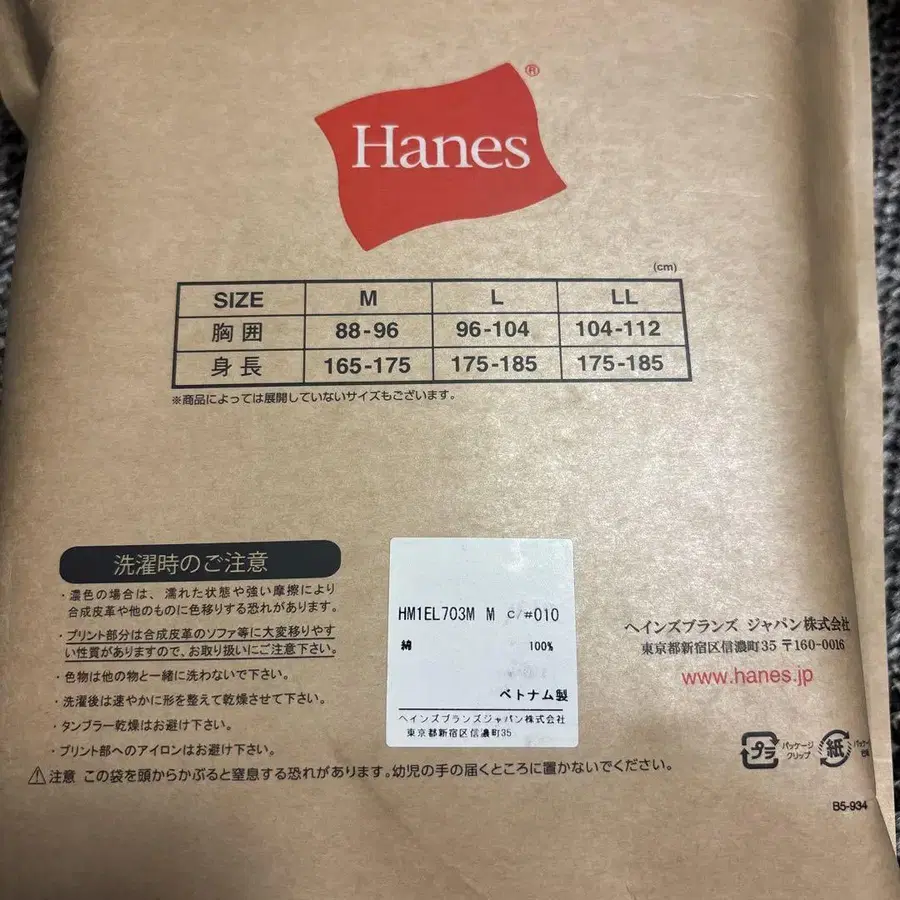 Hanes®
(cm)
SIZE M L LL
胸囲 88-96 96-104 104-112
身長 165-175 175-185 175-185
※商品によっては展開していないサイズもございます。
洗濯時のご注意
・濃色の場合は、濡れた状態や強い摩擦により
合成皮革や他のものに色移りする恐れがあります。
・プリント部分は合成皮革のソファ等に大変移りやす
い性質がありますので、お取り扱いにご注意下さい。
・色物は他の物と一緒に洗わないで下さい。
・洗濯後は速やかに形を整えて乾燥させて下さい。
・タンブラー乾燥はお避け下さい。
・プリント部へのアイロンはお避け下さい。
⚠注意 この袋を頭からかぶると窒息する恐れがあります。幼児の手の届くところに置かないでください。
HM1EL703M M C/#010
綿 100%
ベトナム製
ヘインズブランズジャパン株式会社
東京都新宿区信濃町35
ヘインズブランズ ジャパン株式会社
東京都新宿区信濃町35 〒160-0016
www.hanes.jp
プラ パッケージ
クリップ
紙
B5-934